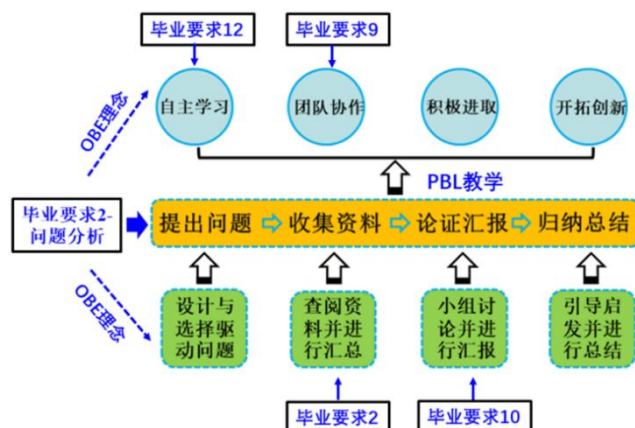 毕业要求12
毕业要求9
自主学习
团队协作
积极进取
开拓创新
OBE理念
PBL教学
毕业要求2-
问题分析
提出问题
收集资料
论证汇报
归纳总结
OBE理念
设计与
选择驱
动问题
查阅资
料并进
行汇总
小组讨
论并进
行汇报
引导启
发并进
行总结
毕业要求2
毕业要求10